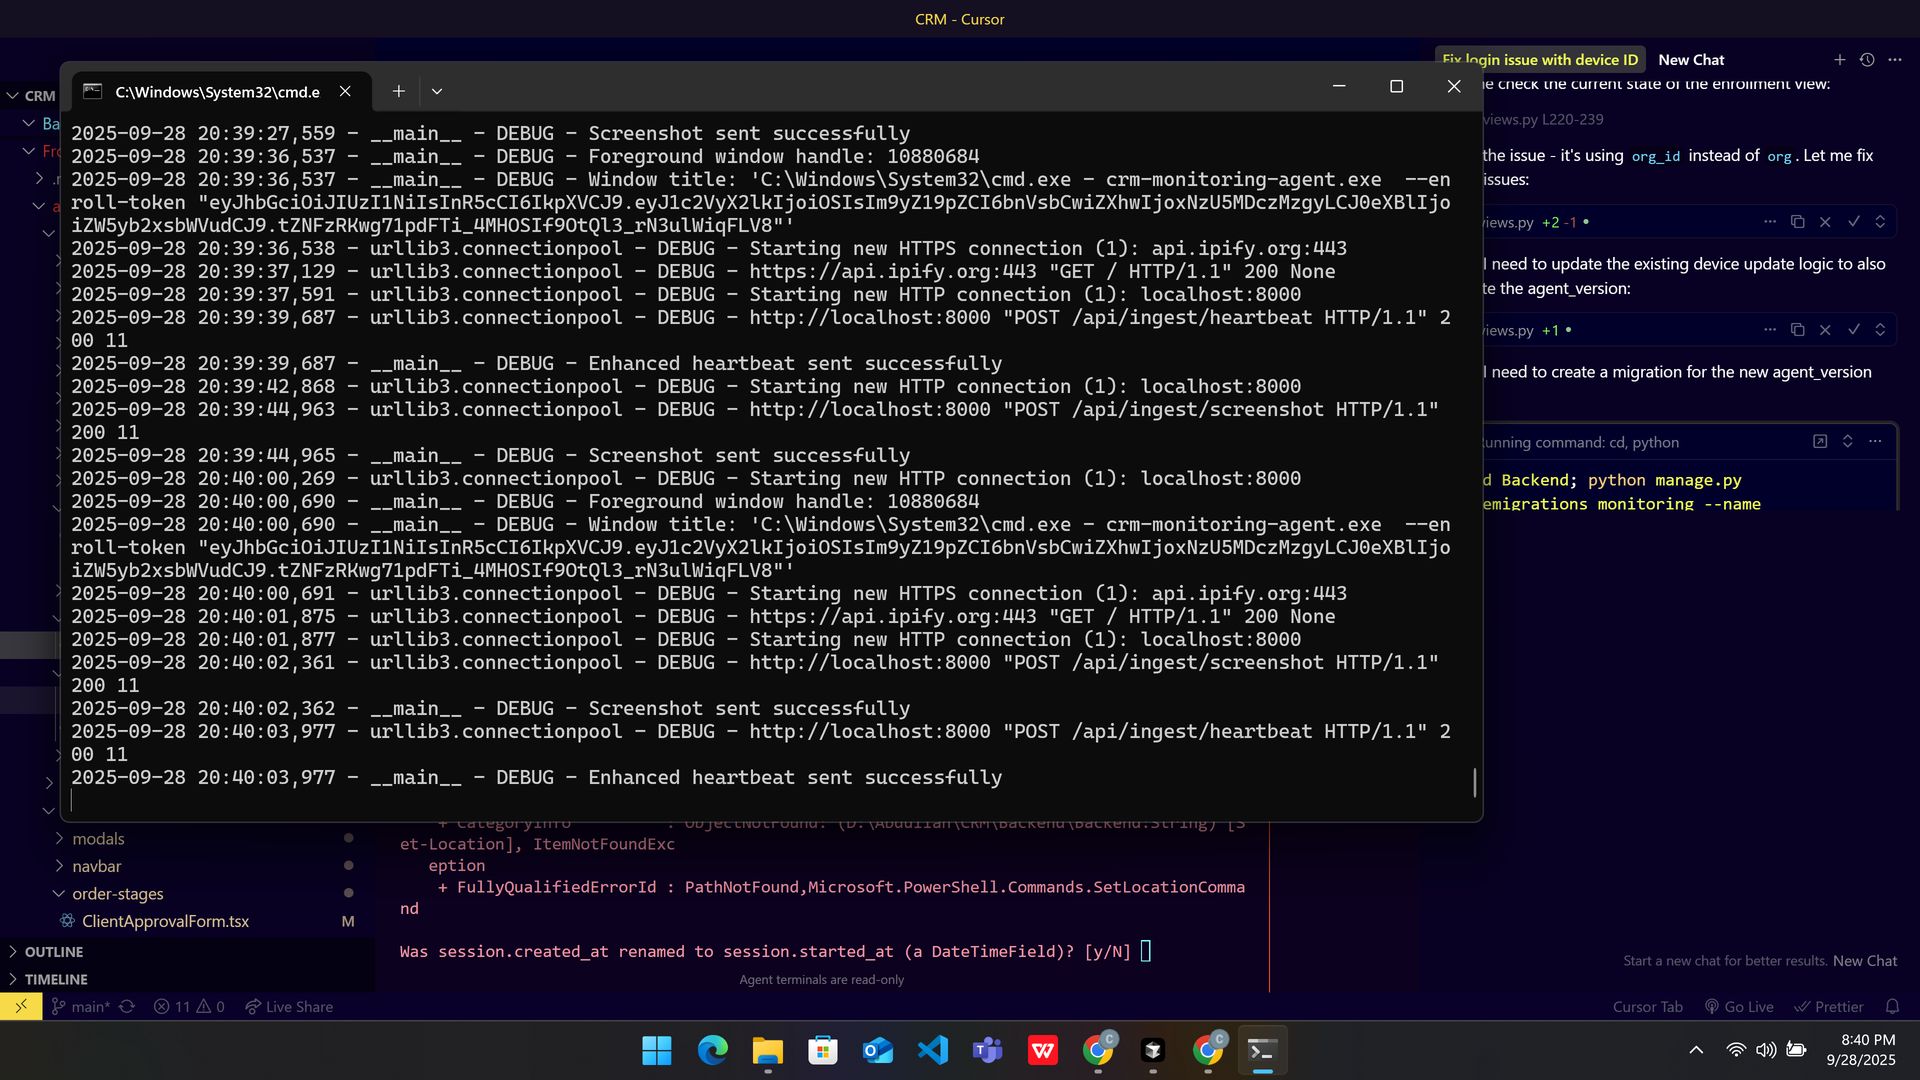 CRM - Cursor
Fix login issue with device ID
New Chat
C:\Windows\System32\cmd.e
CRM
Ba
Fro
2025-09-28 20:39:27,559 - __main__ - DEBUG - Screenshot sent successfully
2025-09-28 20:39:36,537 - __main__ - DEBUG - Foreground window handle: 10880684
2025-09-28 20:39:36,537 - __main__ - DEBUG - Window title: 'C:\Windows\System32\cmd.exe - crm-monitoring-agent.exe  --en
roll-token "eyJhbGciOiJIUzI1NiIsInR5cCI6IkpXVCJ9.eyJ1c2VyX2lkIjoiOSIsIm9yZ19pZCI6bnVsbCwiZXhwIjoxNzU5MDczMzgyLCJ0eXBlIjo
iZW5yb2xsbWVudCJ9.tZNFzRKwg71pdFTi_4MHOSIf9OtQl3_rN3ulWiqFLV8"'
2025-09-28 20:39:36,538 - urllib3.connectionpool - DEBUG - Starting new HTTPS connection (1): api.ipify.org:443
2025-09-28 20:39:37,129 - urllib3.connectionpool - DEBUG - https://api.ipify.org:443 "GET / HTTP/1.1" 200 None
2025-09-28 20:39:37,591 - urllib3.connectionpool - DEBUG - Starting new HTTP connection (1): localhost:8000
2025-09-28 20:39:39,687 - urllib3.connectionpool - DEBUG - http://localhost:8000 "POST /api/ingest/heartbeat HTTP/1.1" 2
00 11
2025-09-28 20:39:39,687 - __main__ - DEBUG - Enhanced heartbeat sent successfully
2025-09-28 20:39:42,868 - urllib3.connectionpool - DEBUG - Starting new HTTP connection (1): localhost:8000
2025-09-28 20:39:44,963 - urllib3.connectionpool - DEBUG - http://localhost:8000 "POST /api/ingest/screenshot HTTP/1.1"
200 11
2025-09-28 20:39:44,965 - __main__ - DEBUG - Screenshot sent successfully
2025-09-28 20:40:00,269 - urllib3.connectionpool - DEBUG - Starting new HTTP connection (1): localhost:8000
2025-09-28 20:40:00,690 - __main__ - DEBUG - Foreground window handle: 10880684
2025-09-28 20:40:00,690 - __main__ - DEBUG - Window title: 'C:\Windows\System32\cmd.exe - crm-monitoring-agent.exe  --en
roll-token "eyJhbGciOiJIUzI1NiIsInR5cCI6IkpXVCJ9.eyJ1c2VyX2lkIjoiOSIsIm9yZ19pZCI6bnVsbCwiZXhwIjoxNzU5MDczMzgyLCJ0eXBlIjo
iZW5yb2xsbWVudCJ9.tZNFzRKwg71pdFTi_4MHOSIf9OtQl3_rN3ulWiqFLV8"'
2025-09-28 20:40:00,691 - urllib3.connectionpool - DEBUG - Starting new HTTPS connection (1): api.ipify.org:443
2025-09-28 20:40:01,875 - urllib3.connectionpool - DEBUG - https://api.ipify.org:443 "GET / HTTP/1.1" 200 None
2025-09-28 20:40:01,877 - urllib3.connectionpool - DEBUG - Starting new HTTP connection (1): localhost:8000
2025-09-28 20:40:02,361 - urllib3.connectionpool - DEBUG - http://localhost:8000 "POST /api/ingest/screenshot HTTP/1.1"
200 11
2025-09-28 20:40:02,362 - __main__ - DEBUG - Screenshot sent successfully
2025-09-28 20:40:03,977 - urllib3.connectionpool - DEBUG - http://localhost:8000 "POST /api/ingest/heartbeat HTTP/1.1" 2
00 11
2025-09-28 20:40:03,977 - __main__ - DEBUG - Enhanced heartbeat sent successfully
check the current state of the enrollment view:
views.py L220-239
the issue - it's using org_id instead of org. Let me fix
issues:
views.py +2 -1 •
I need to update the existing device update logic to also
te the agent_version:
views.py +1 •
I need to create a migration for the new agent_version
Running command: cd, python
d Backend; python manage.py
emigrations monitoring --name
+ CategoryInfo : ObjectNotFound: (D:\Abdullah\CRM\Backend\Backend:String) [S
et-Location], ItemNotFoundExc
eption
+ FullyQualifiedErrorId : PathNotFound,Microsoft.PowerShell.Commands.SetLocationComma
nd
Was session.created_at renamed to session.started_at (a DateTimeField)? [y/N]
Agent terminals are read-only
modals
navbar
order-stages
ClientApprovalForm.tsx M
OUTLINE
TIMELINE
Start a new chat for better results. New Chat
main* 11 0 Live Share
Cursor Tab Go Live Prettier
8:40 PM
9/28/2025